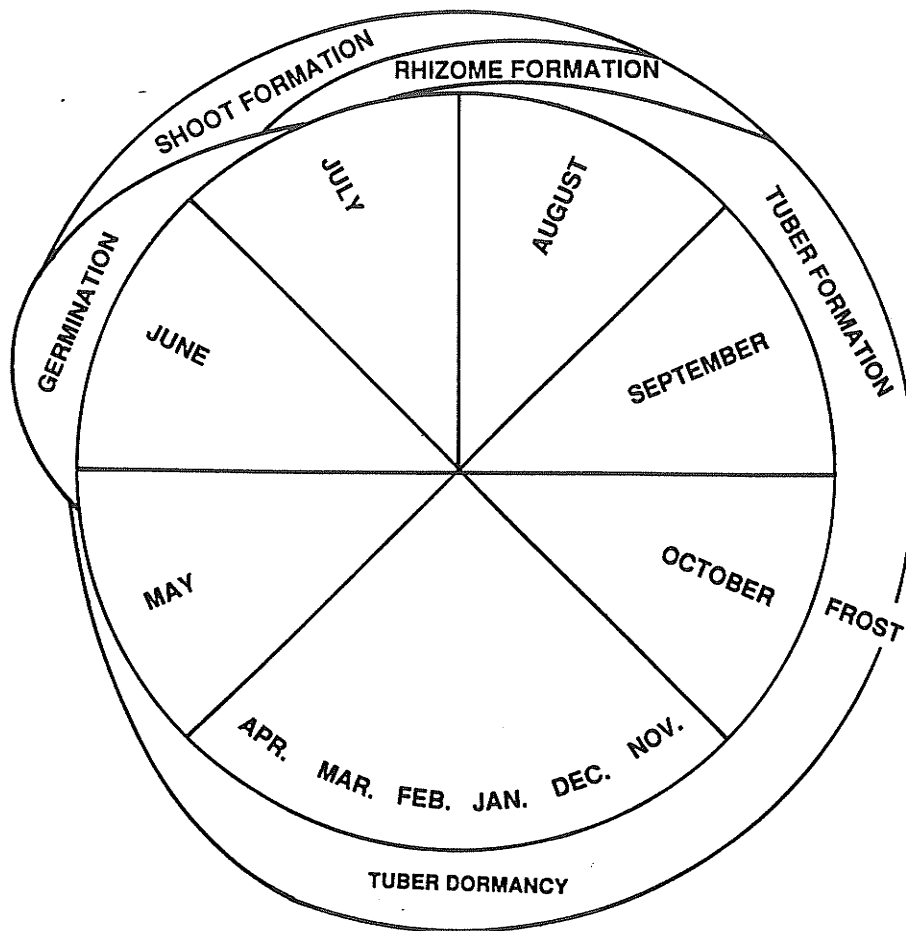 SHOOT FORMATION
RHIZOME FORMATION
TUBER FORMATION
GERMINATION
JULY
AUGUST
JUNE
SEPTEMBER
MAY
OCTOBER
FROST
APR.
MAR.
FEB.
JAN.
DEC.
NOV.
TUBER DORMANCY